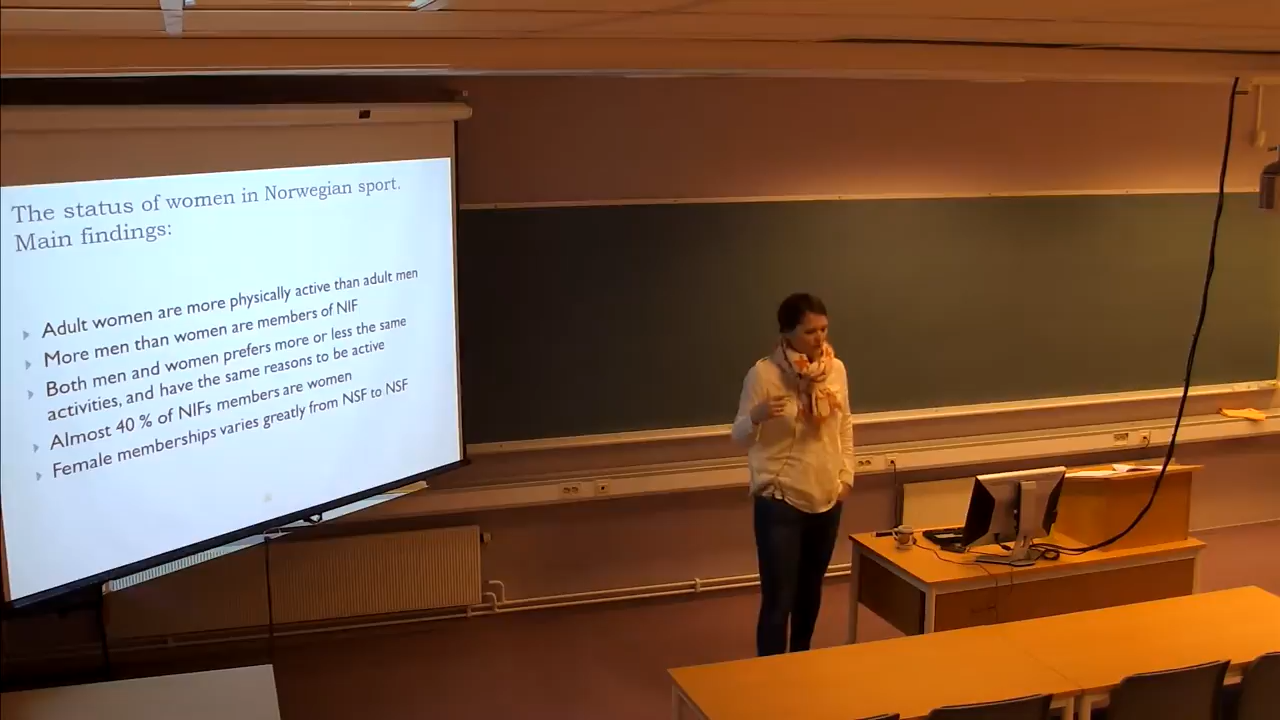 The status of women in Norwegian sport.
Main findings:
Adult women are more physically active than adult men
More men than women are members of NIF
Both men and women prefers more or less the same
activities, and have the same reasons to be active
Almost 40 % of NIFs members are women
Female memberships varies greatly from NSF to NSF